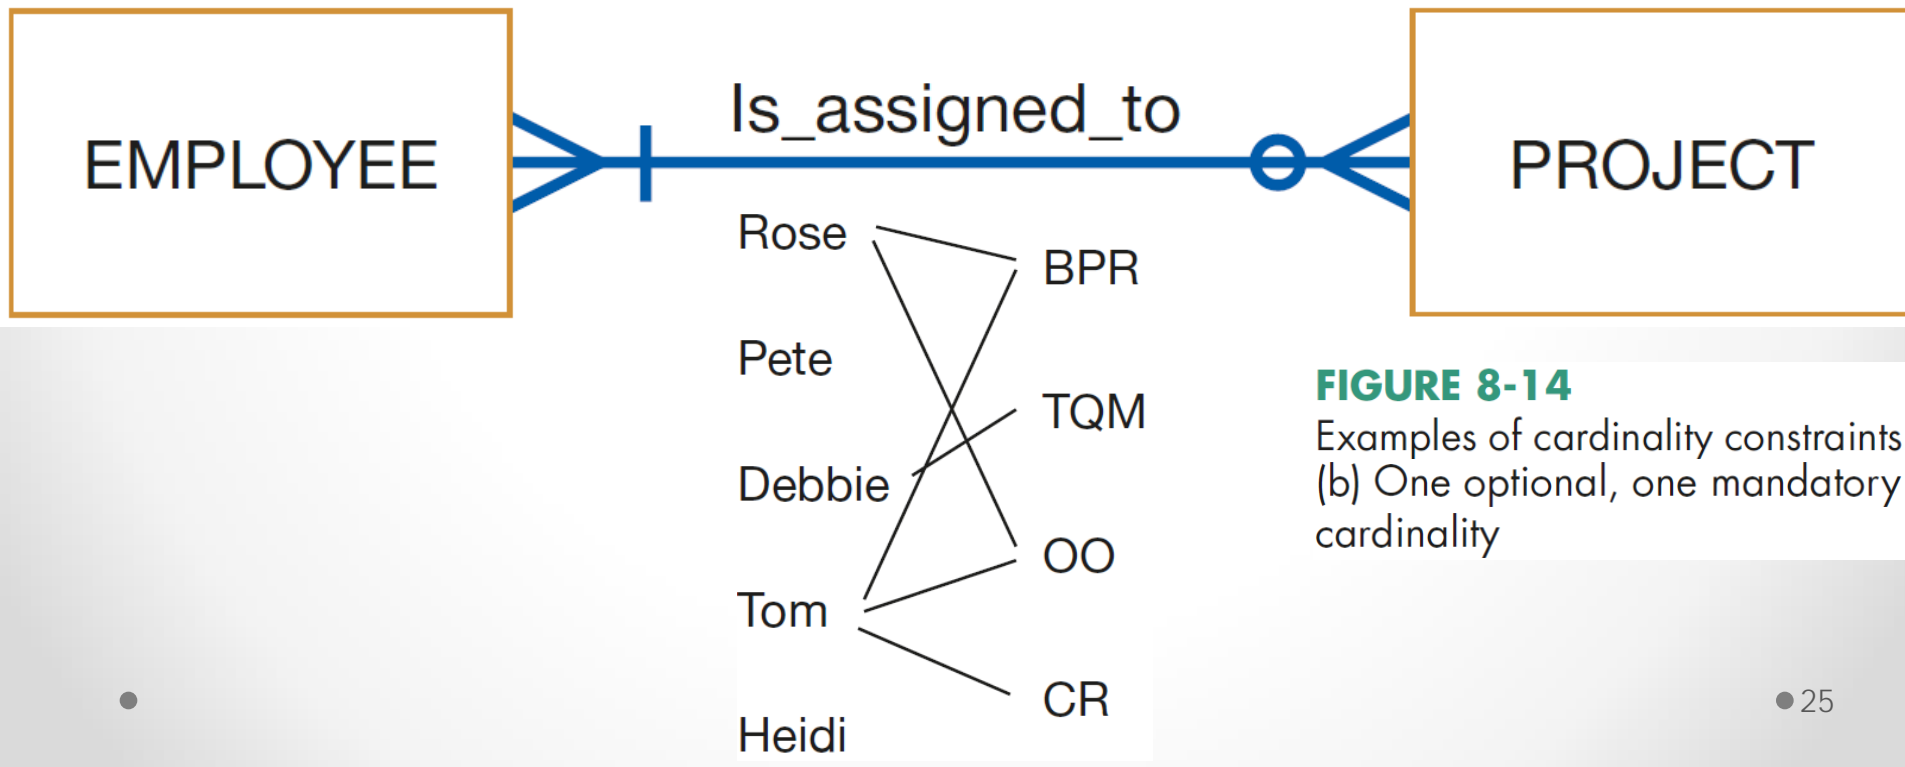 Is_assigned_to
EMPLOYEE
PROJECT
Rose
BPR
Pete
TQM
Debbie
OO
Tom
CR
Heidi
FIGURE 8-14
Examples of cardinality constraints
(b) One optional, one mandatory
cardinality
25